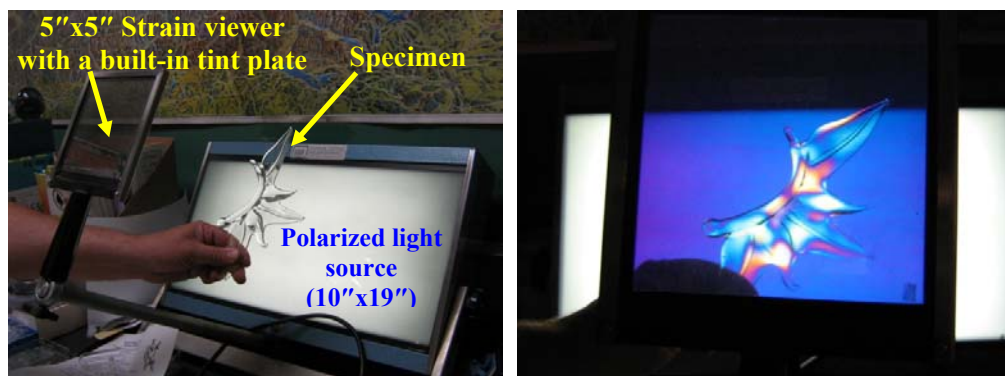 5″x5″ Strain viewer
with a built-in tint plate
Specimen
Polarized light
source
(10″x19″)